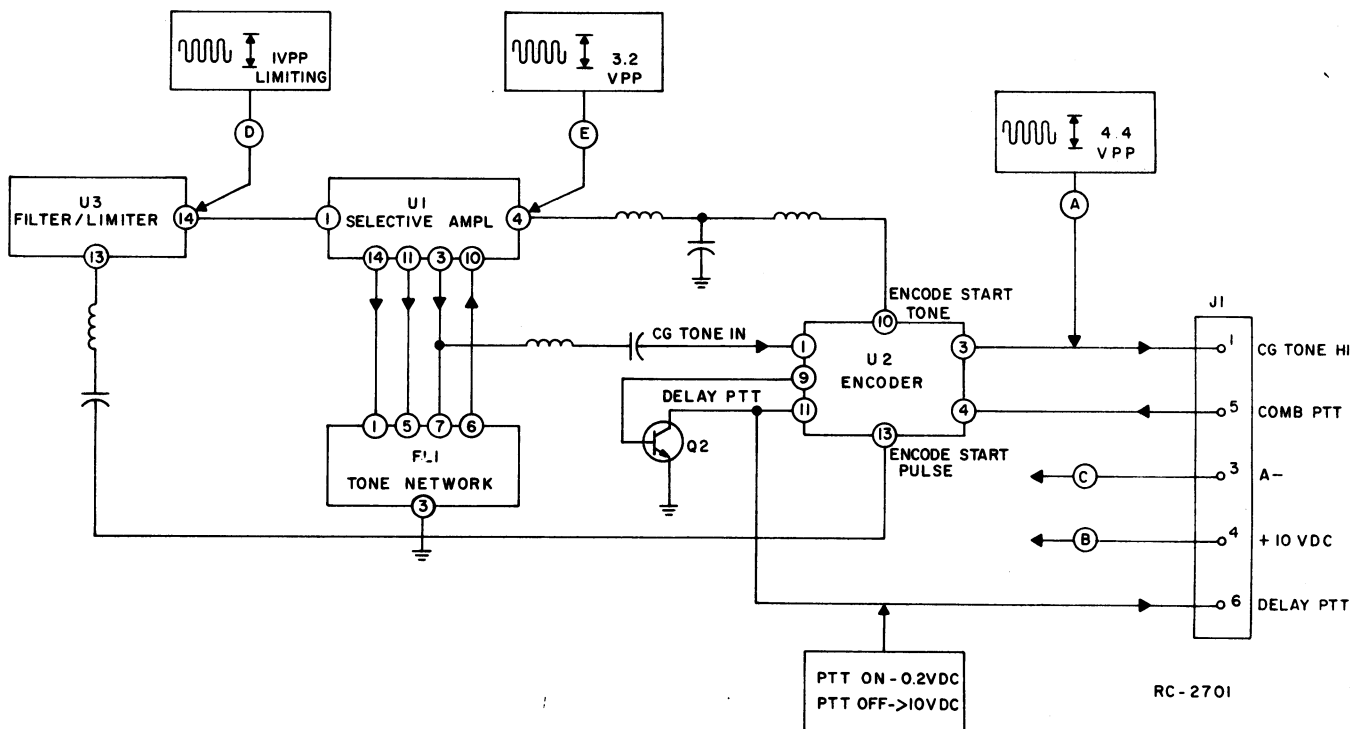 1VPP
LIMITING
3.2
VPP
4.4
VPP
D
E
A
U3
FILTER/LIMITER
14
13
U1
SELECTIVE AMPL
1
4
14
11
3
10
ENCODE START
TONE
10
CG TONE IN
1
9
U2
ENCODER
3
DELAY PTT
11
4
Q2
13
ENCODE START
PULSE
1
5
7
6
FL1
TONE NETWORK
3
J1
1 CG TONE HI
5 COMB PTT
C
3 A-
B
4 +10 VDC
6 DELAY PTT
PTT ON-0.2VDC
PTT OFF->10VDC
RC-2701